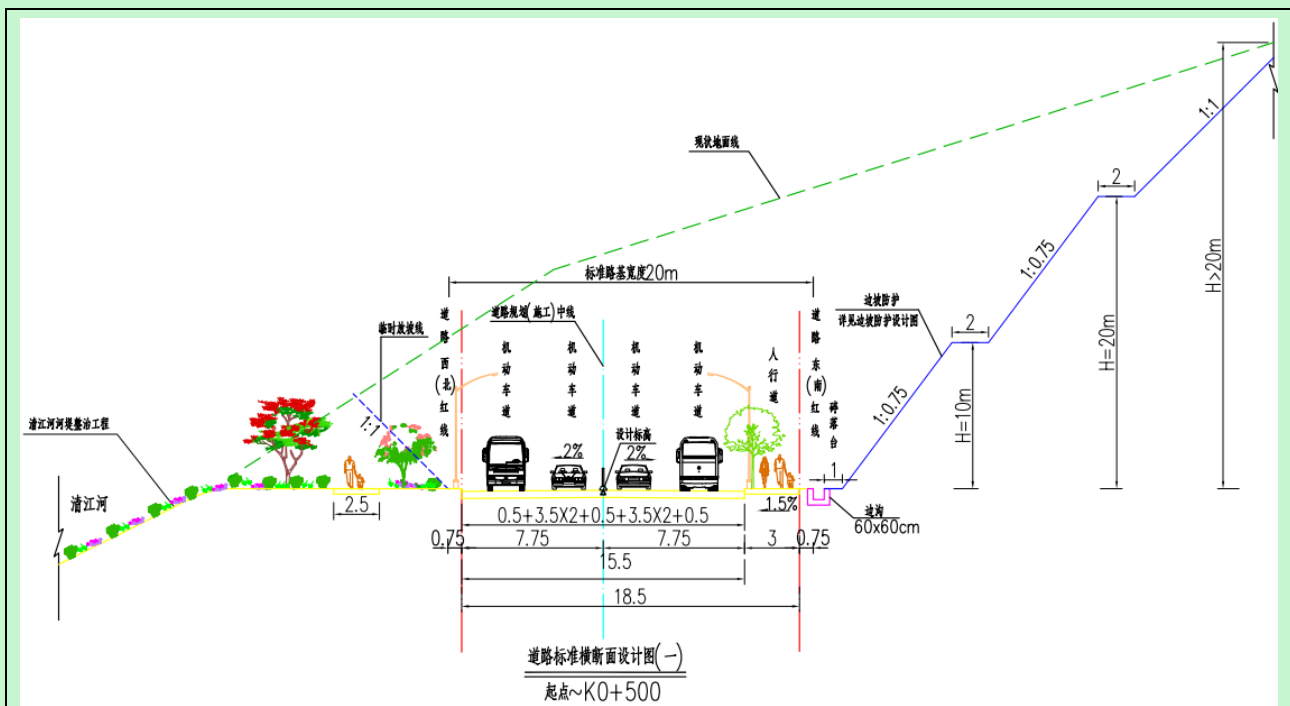 现状地面线
1:1
2
H>20m
标准路基宽度20m
道路规划(施工)中线
1:0.75
H=20m
边坡防护
详见边坡防护设计图
2
临时放坡线
道路西(北)红线
机动车道
机动车道
机动车道
机动车道
人行道
道路东(南)红线
碎落台
1:0.75
H=10m
1:1
清江河河提整治工程
设计标高
2%
2%
1
清江河
2.5
1.5%
边沟
60x60cm
0.5+3.5X2+0.5+3.5X2+0.5
0.75
7.75
7.75
3
0.75
15.5
18.5
道路标准横断面设计图(一)
起点~K0+500